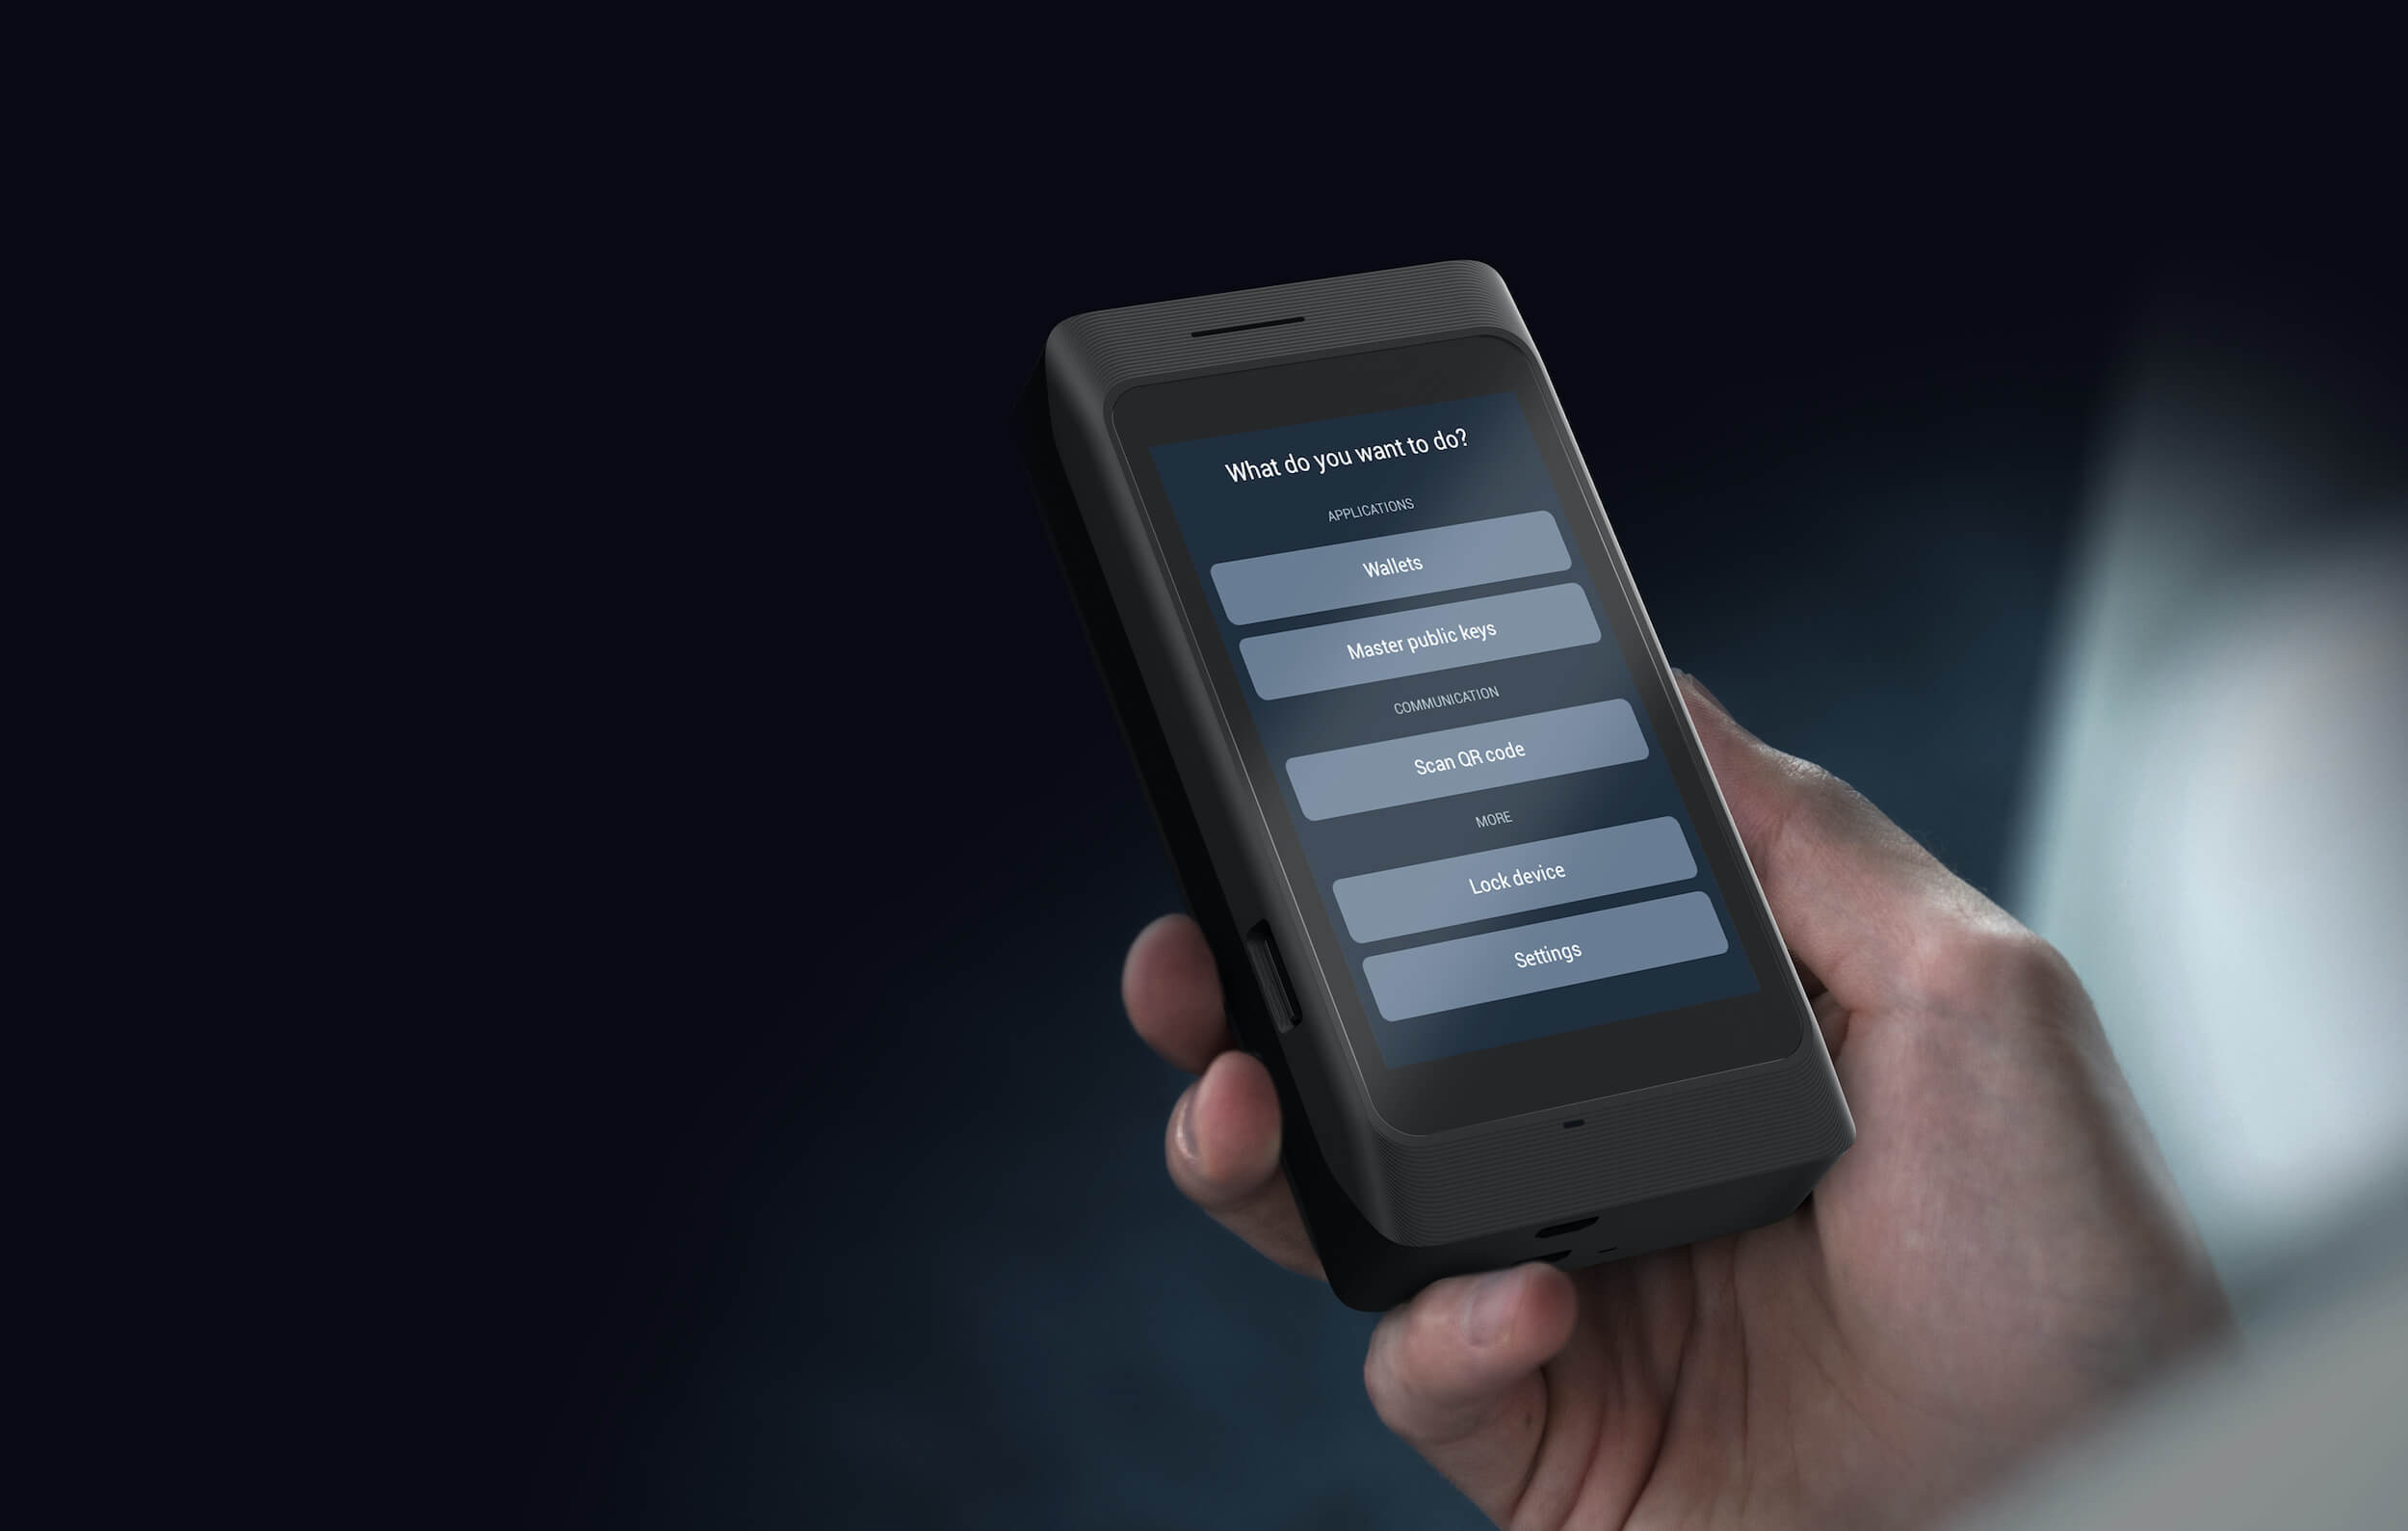 What do you want to do?
APPLICATIONS
Wallets
Master public keys
COMMUNICATION
Scan QR code
MORE
Lock device
Settings